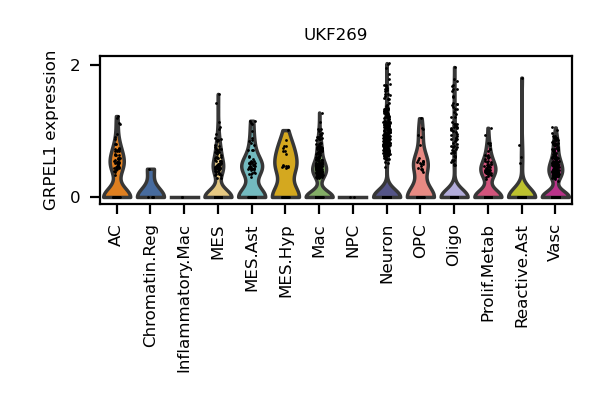 UKF269
GRPEL1 expression
2
0
AC
Chromatin.Reg
Inflammatory.Mac
MES
MES.Ast
MES.Hyp
Mac
NPC
Neuron
OPC
Oligo
Prolif.Metab
Reactive.Ast
Vasc